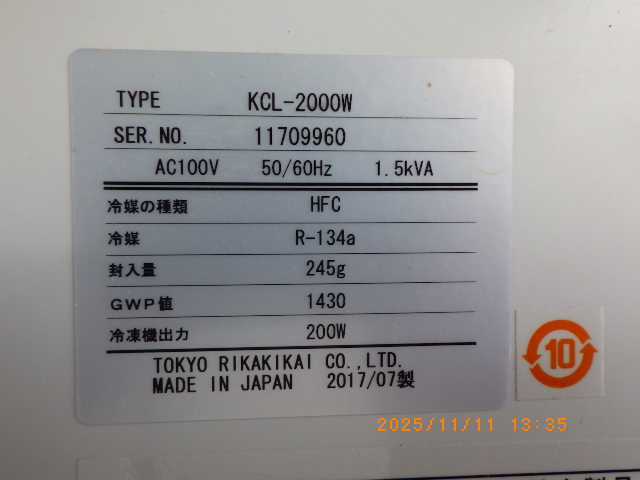 TYPE KCL-2000W
SER.NO. 11709960
AC100V 50/60Hz 1.5kVA
冷媒の種類 HFC
冷媒 R-134a
封入量 245g
GWP値 1430
冷凍機出力 200W
TOKYO RIKAKIKAI CO.,LTD.
MADE IN JAPAN 2017/07製
10
2025/11/11 13:35